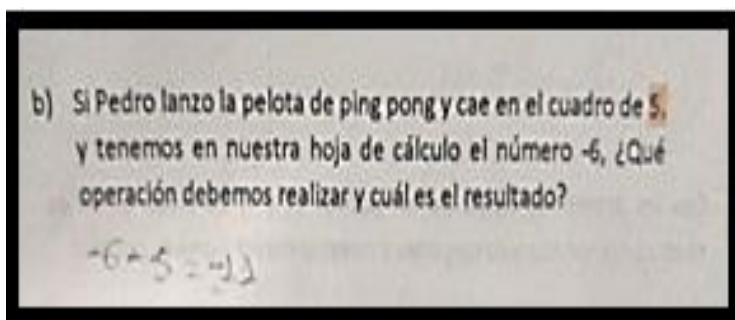 b) Si Pedro lanzo la pelota de ping pong y cae en el cuadro de 5,
y tenemos en nuestra hoja de cálculo el número -6, ¿Qué
operación debemos realizar y cuál es el resultado?
-6-5=-11